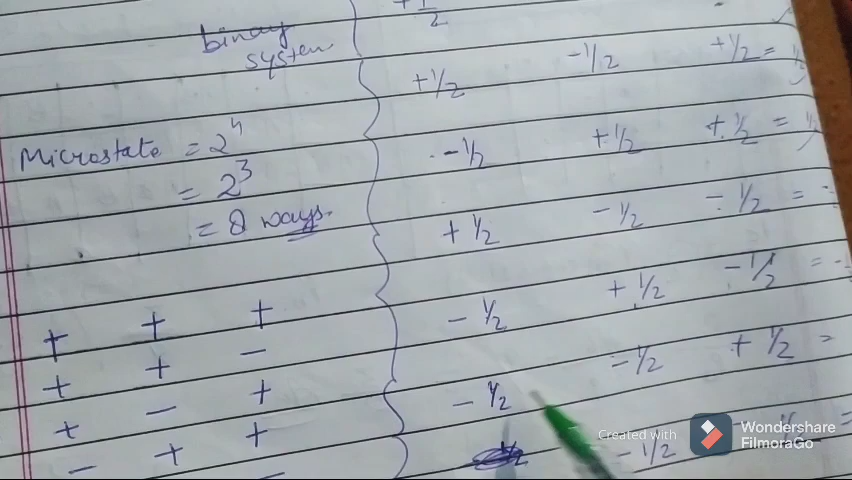 binary
system
Microstate = 2^n
= 2^3
= 8 ways.
+ + +
+ + -
+ - +
- + +
-
+ 1/2
+1/2 -1/2 +1/2 = 1/2
-1/2 +1/2 +1/2 = 1/2
+1/2 -1/2 -1/2 = -
-1/2 +1/2 -1/2 = -
-1/2 -1/2 +1/2 =
-1/2 =
Created with
Wondershare
FilmoraGo